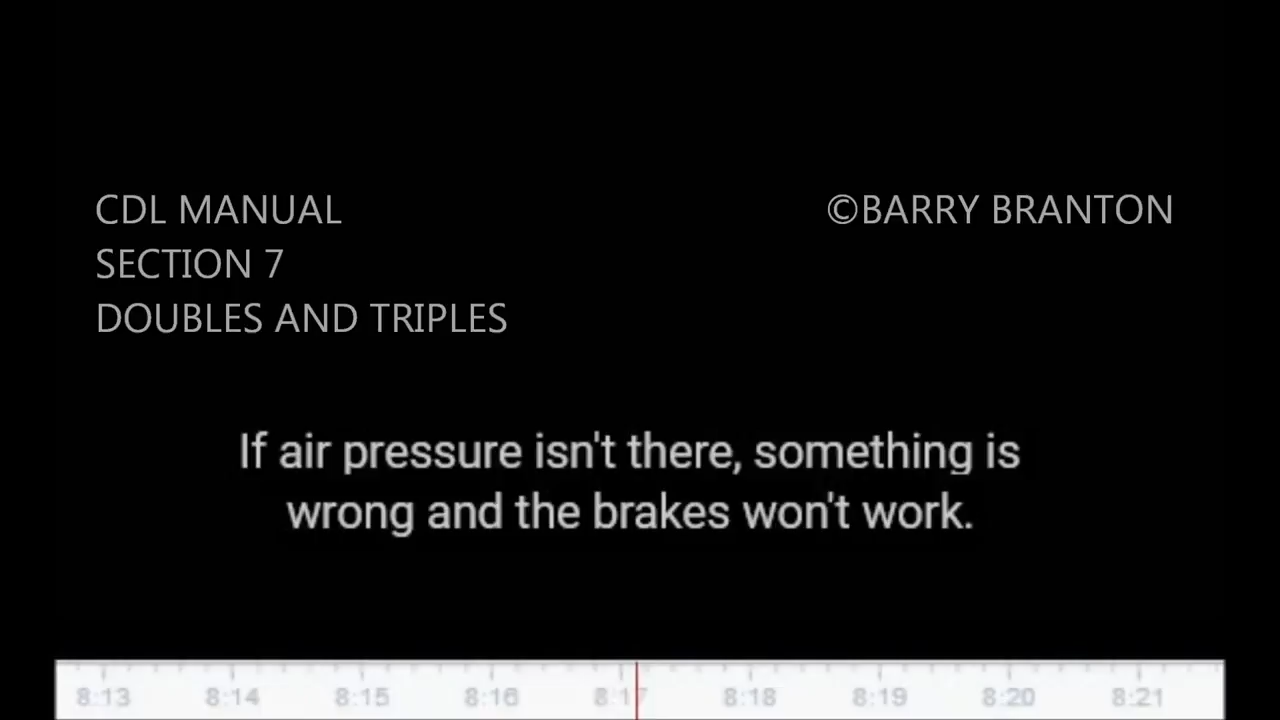 CDL MANUAL
©BARRY BRANTON
SECTION 7
DOUBLES AND TRIPLES
If air pressure isn't there, something is
wrong and the brakes won't work.
8:13 8:14 8:15 8:16 8:17 8:18 8:19 8:20 8:21